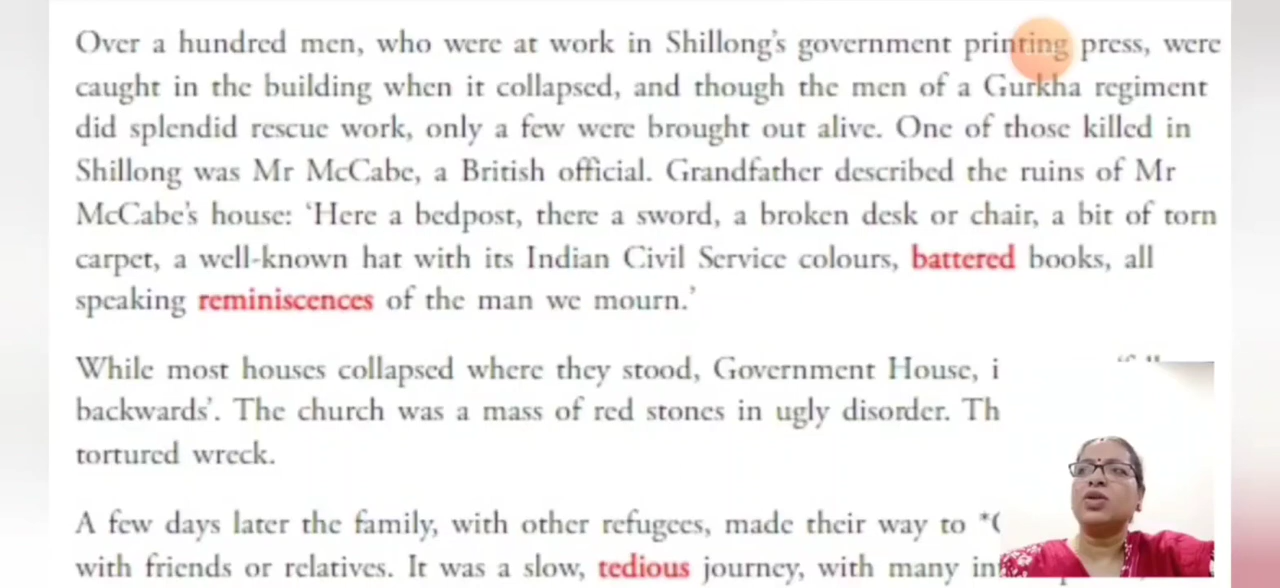 Over a hundred men, who were at work in Shillong's government printing press, were
caught in the building when it collapsed, and though the men of a Gurkha regiment
did splendid rescue work, only a few were brought out alive. One of those killed in
Shillong was Mr McCabe, a British official. Grandfather described the ruins of Mr
McCabe's house: 'Here a bedpost, there a sword, a broken desk or chair, a bit of torn
carpet, a well-known hat with its Indian Civil Service colours, battered books, all
speaking reminiscences of the man we mourn.'
While most houses collapsed where they stood, Government House, i
backwards'. The church was a mass of red stones in ugly disorder. Th
tortured wreck.
A few days later the family, with other refugees, made their way to *
with friends or relatives. It was a slow, tedious journey, with many in